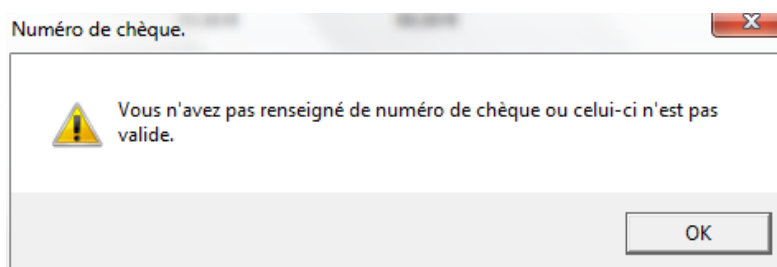 Numéro de chèque.
Vous n'avez pas renseigné de numéro de chèque ou celui-ci n'est pas
valide.
OK